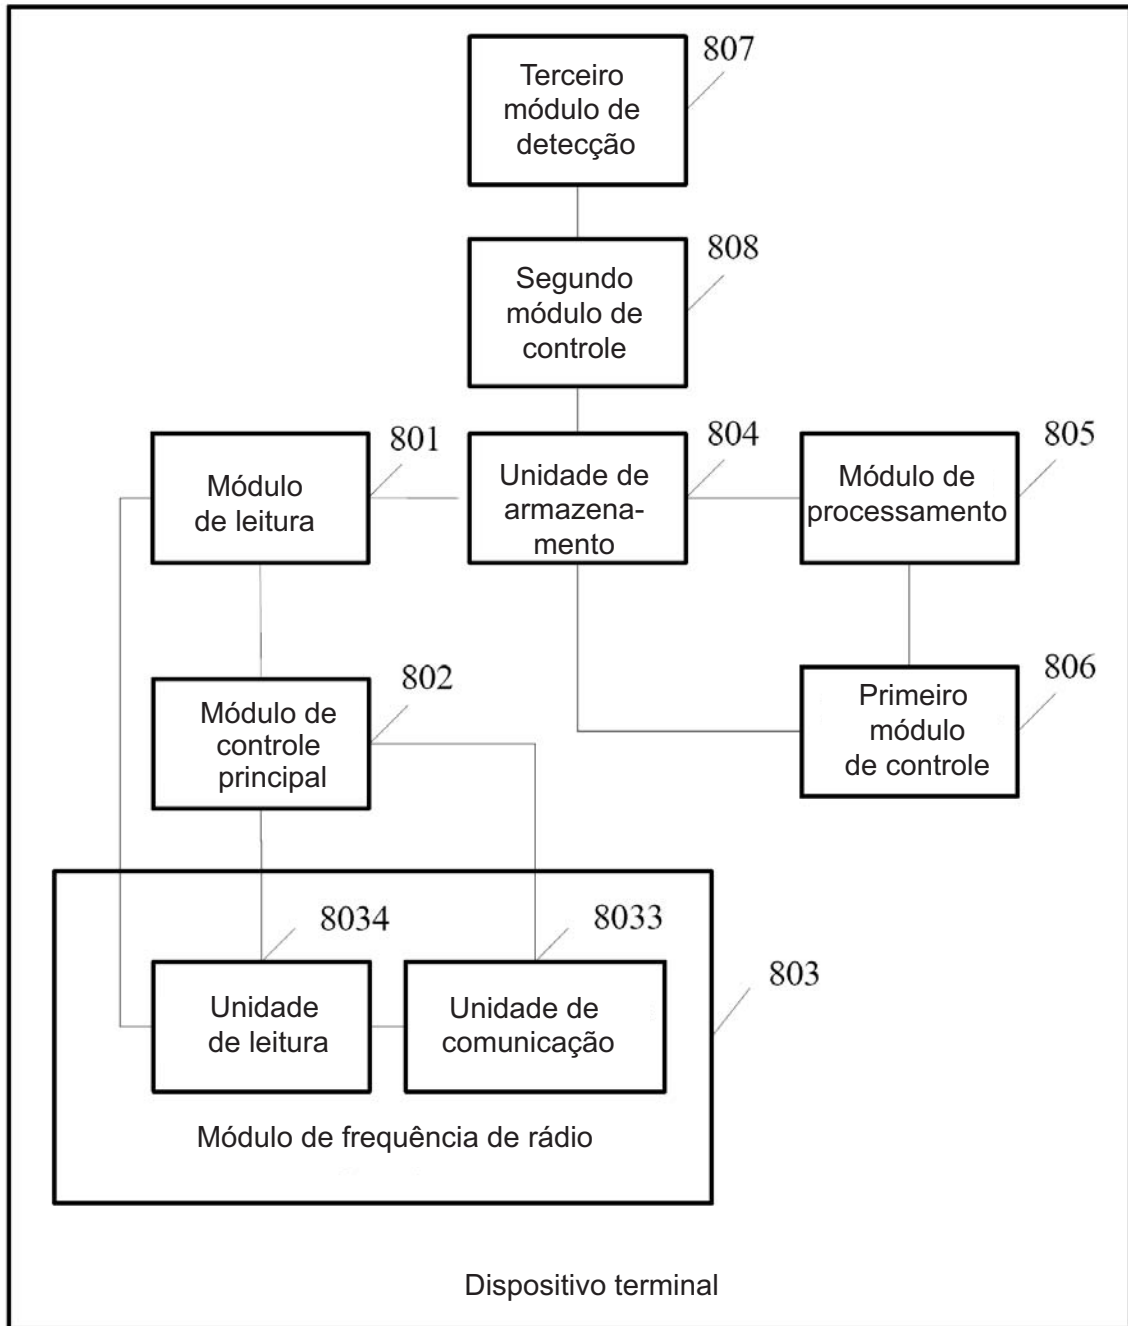 807
Terceiro
módulo de
detecção
808
Segundo
módulo de
controle
801
Módulo
de leitura
804
Unidade de
armazena-
mento
805
Módulo de
processamento
802
Módulo de
controle
principal
806
Primeiro
módulo
de controle
8034
8033
803
Unidade
de leitura
Unidade de
comunicação
Módulo de frequência de rádio
Dispositivo terminal